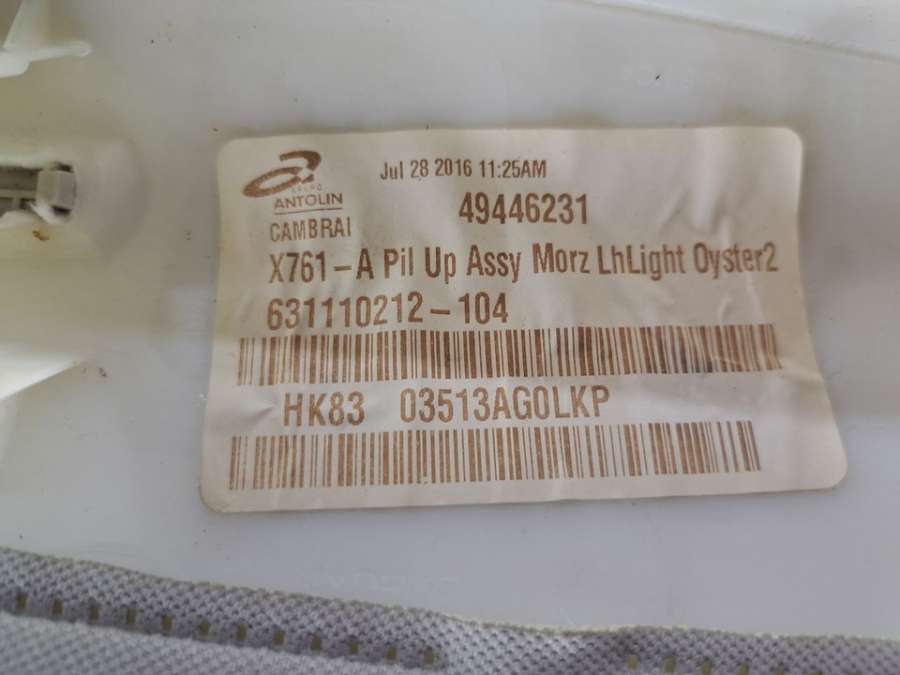 Jul 28 2016 11:25AM
GRUPO
ANTOLIN
49446231
CAMBRAI
X761-A Pil Up Assy Morz LhLight Oyster2
631110212-104
HK83 03513AG0LKP